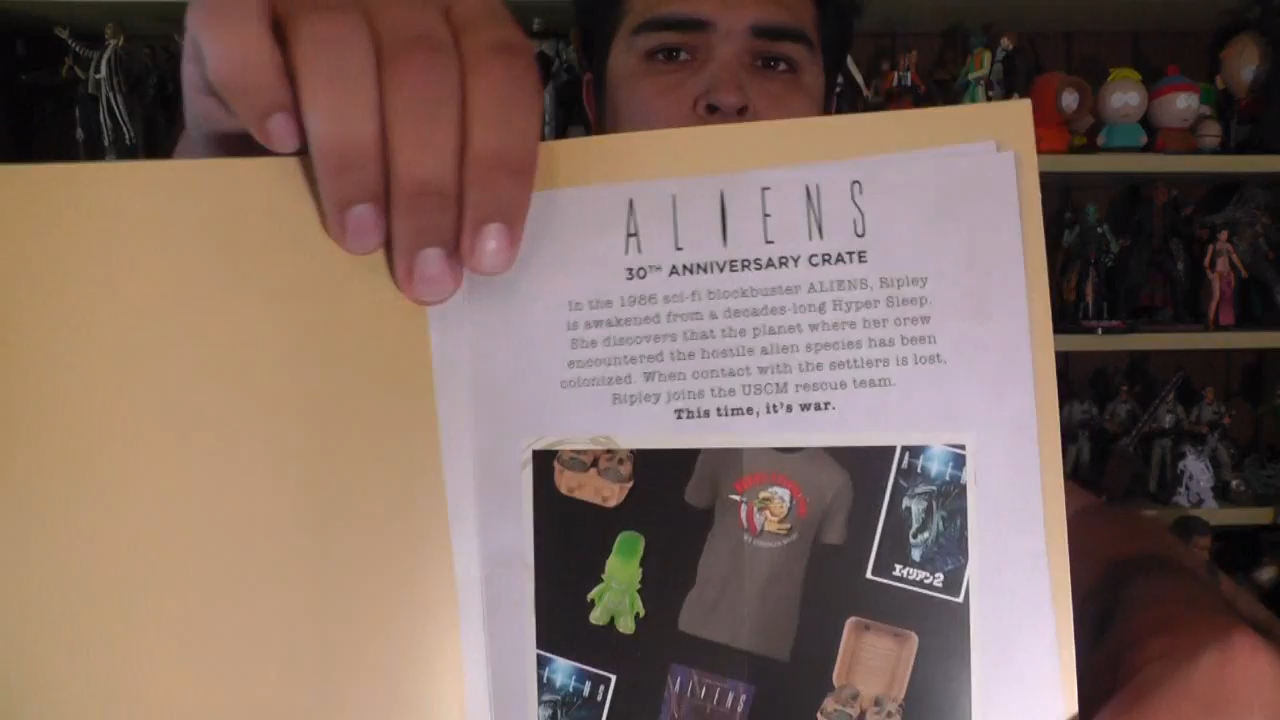 ALIENS
30TH ANNIVERSARY CRATE
In the 1986 sci-fi blockbuster ALIENS, Ripley
is awakened from a decades-long Hyper Sleep.
She discovers that the planet where her crew
encountered the hostile alien species has been
colonized. When contact with the settlers is lost,
Ripley joins the USCM rescue team.
This time, it's war.
ALIEN
エイリアン2
ALIENS
ALIENS